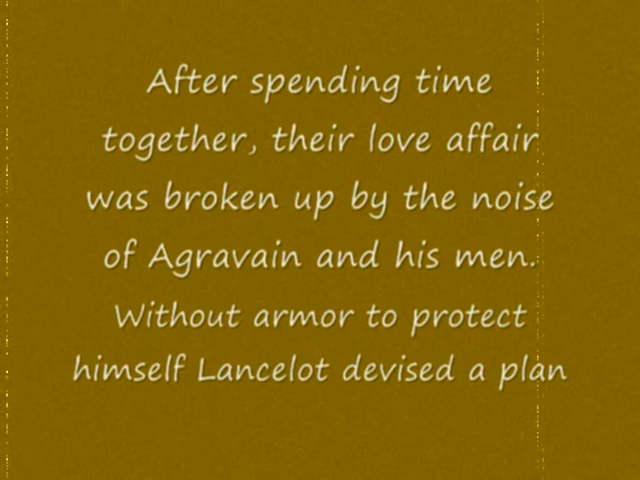 After spending time
together, their love affair
was broken up by the noise
of Agravain and his men.
Without armor to protect
himself Lancelot devised a plan